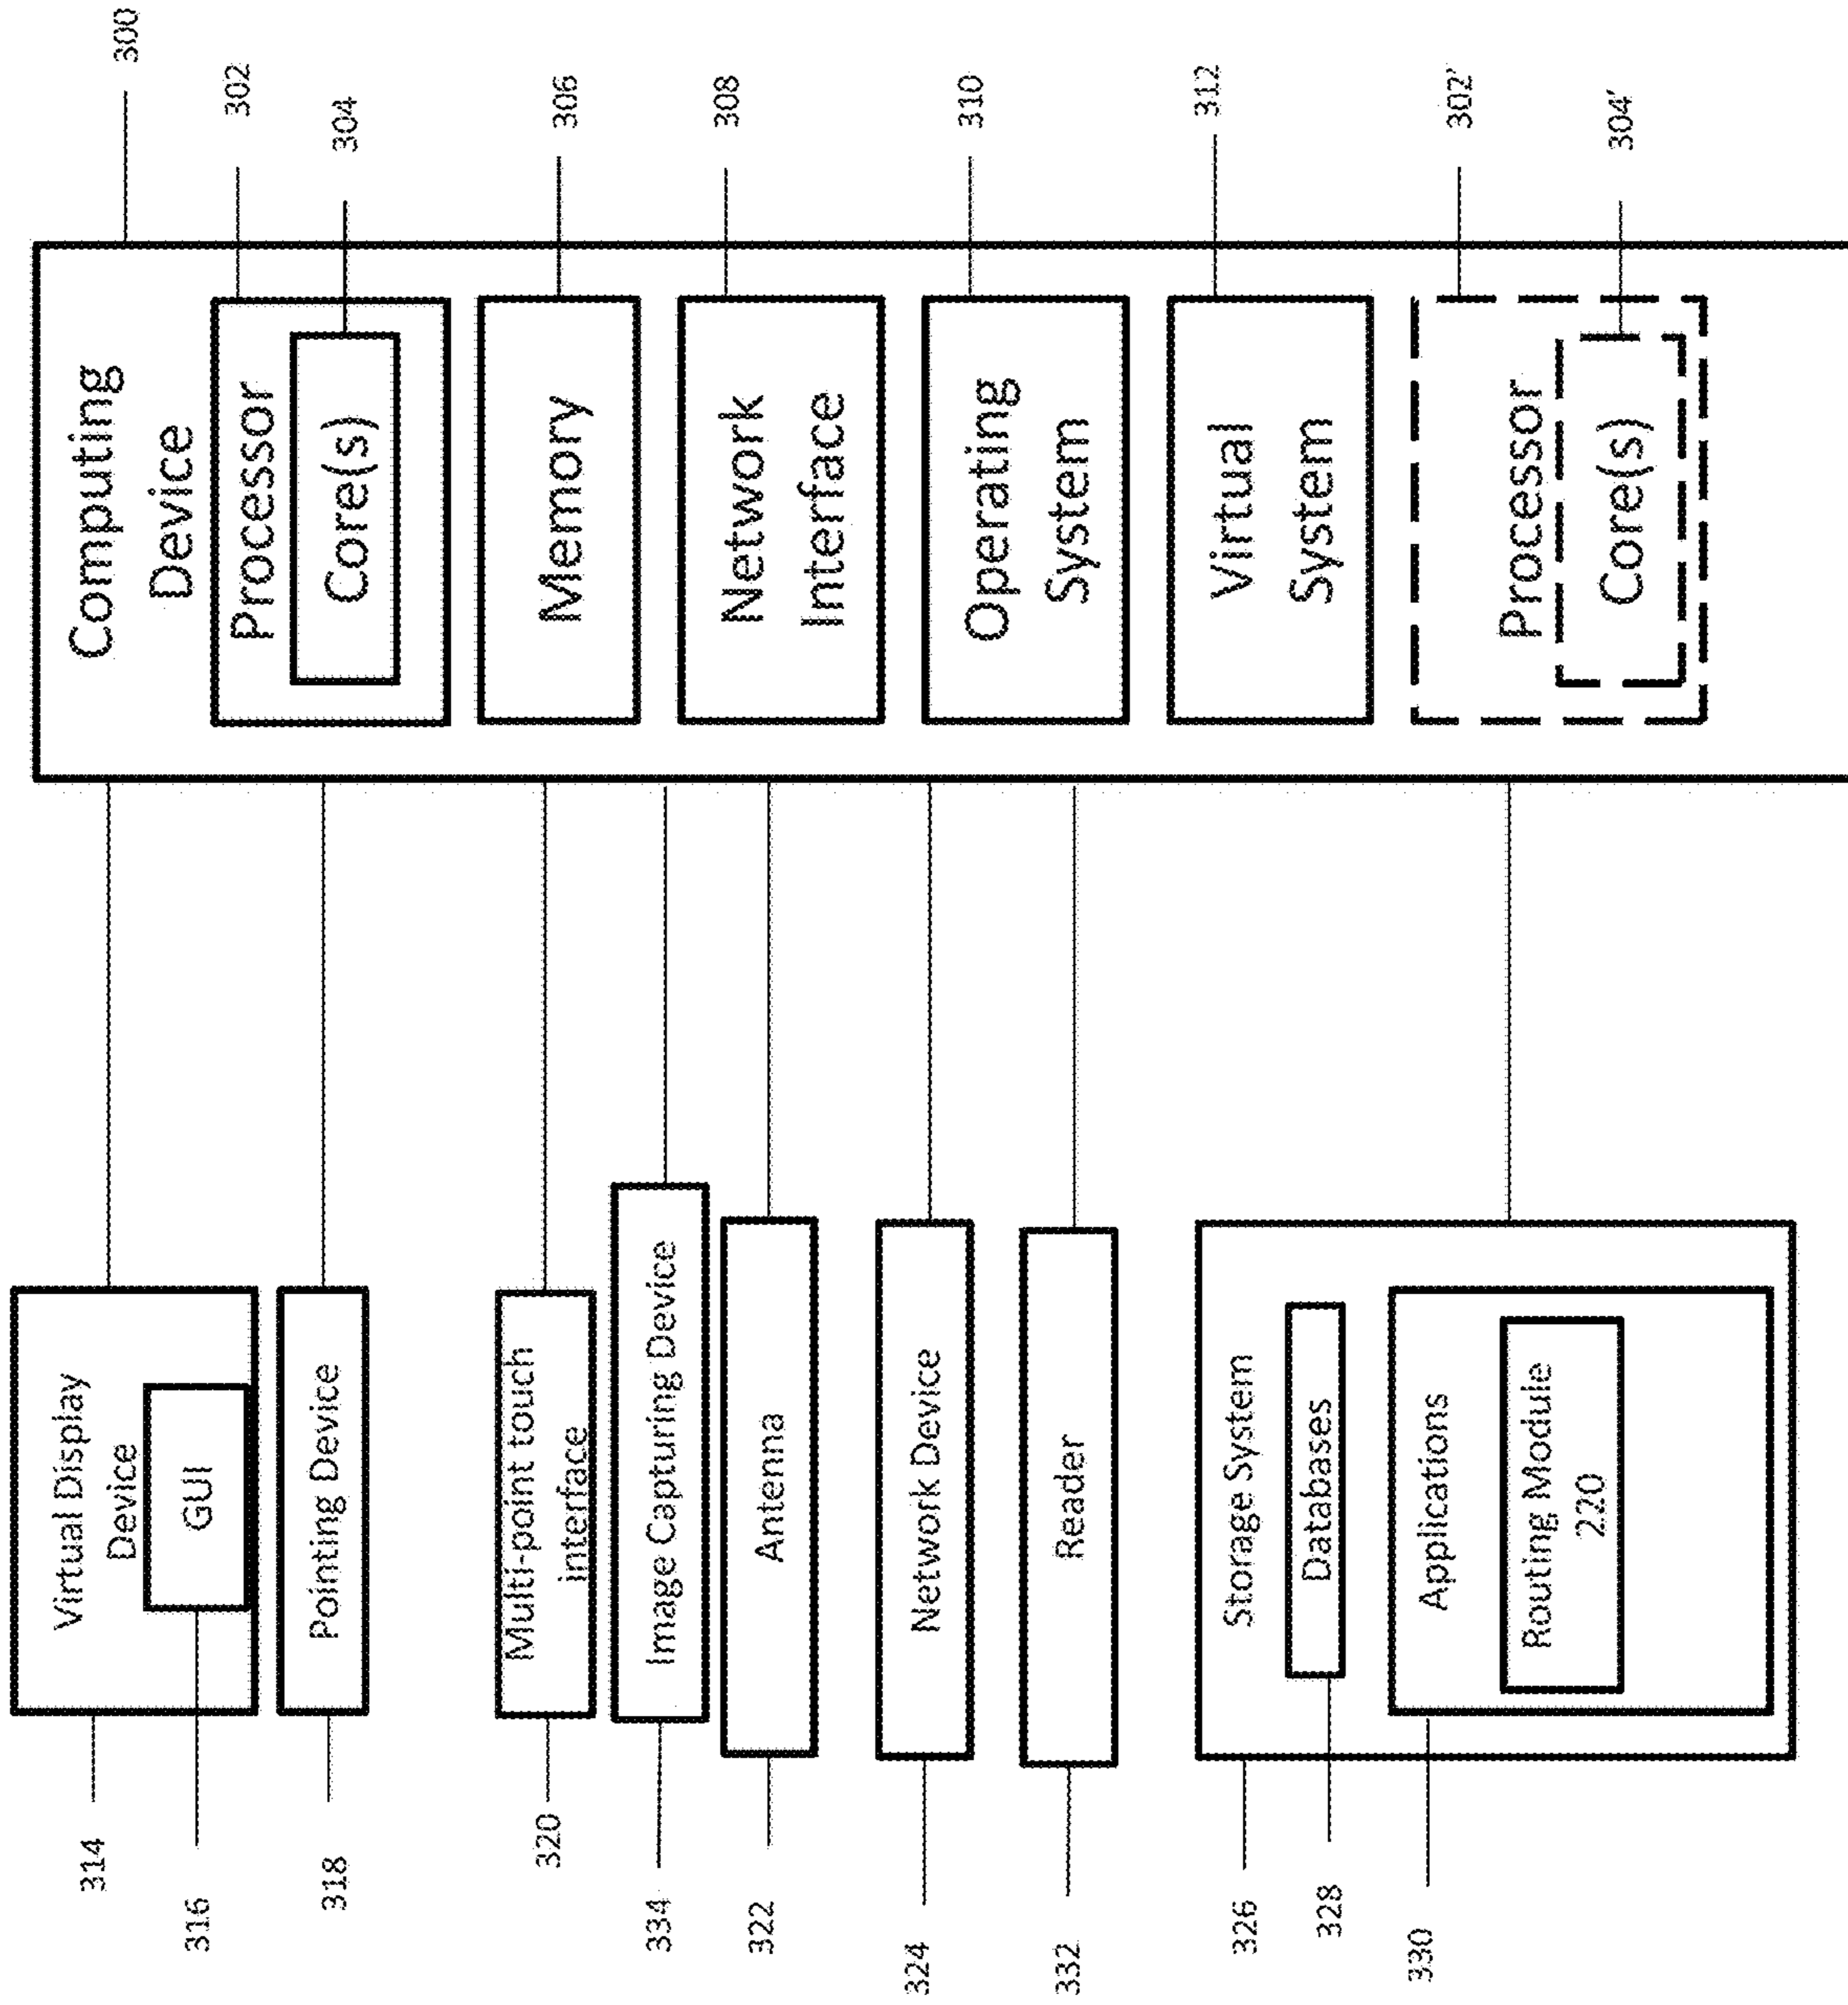 314
Virtual Display
Device
316
GUI
318
Pointing Device
320
Multi-point touch
interface
334
Image Capturing Device
322
Antenna
324
Network Device
332
Reader
326
Storage System
328
Databases
330
Applications
Routing Module
220
Computing
Device
300
Processor
302
Core(s)
304
Memory
306
Network
Interface
308
Operating
System
310
Virtual
System
312
Processor
302'
Core(s)
304'